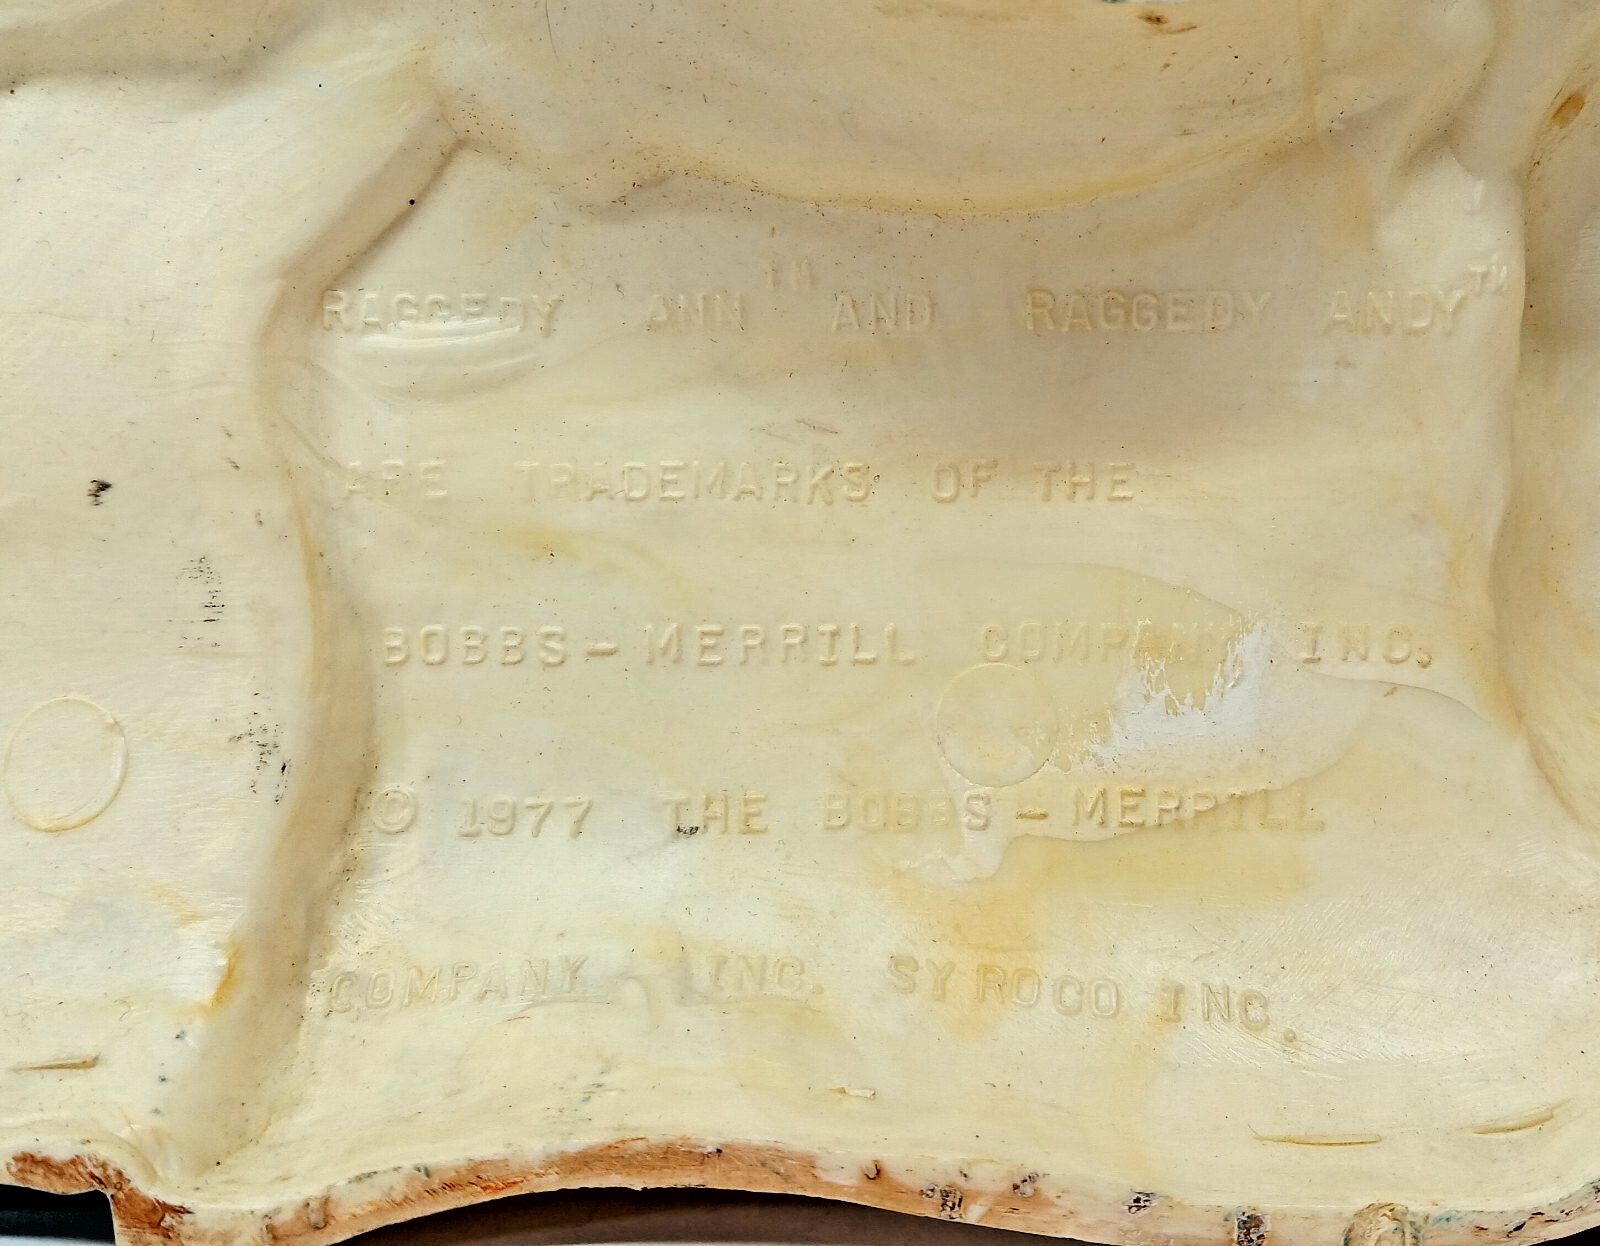 RAGGEDY ANN™ AND RAGGEDY ANDY™
ARE TRADEMARKS OF THE
BOBBS-MERRILL COMPANY INC.
© 1977 THE BOBBS-MERRILL
COMPANY INC. SYROCO INC.